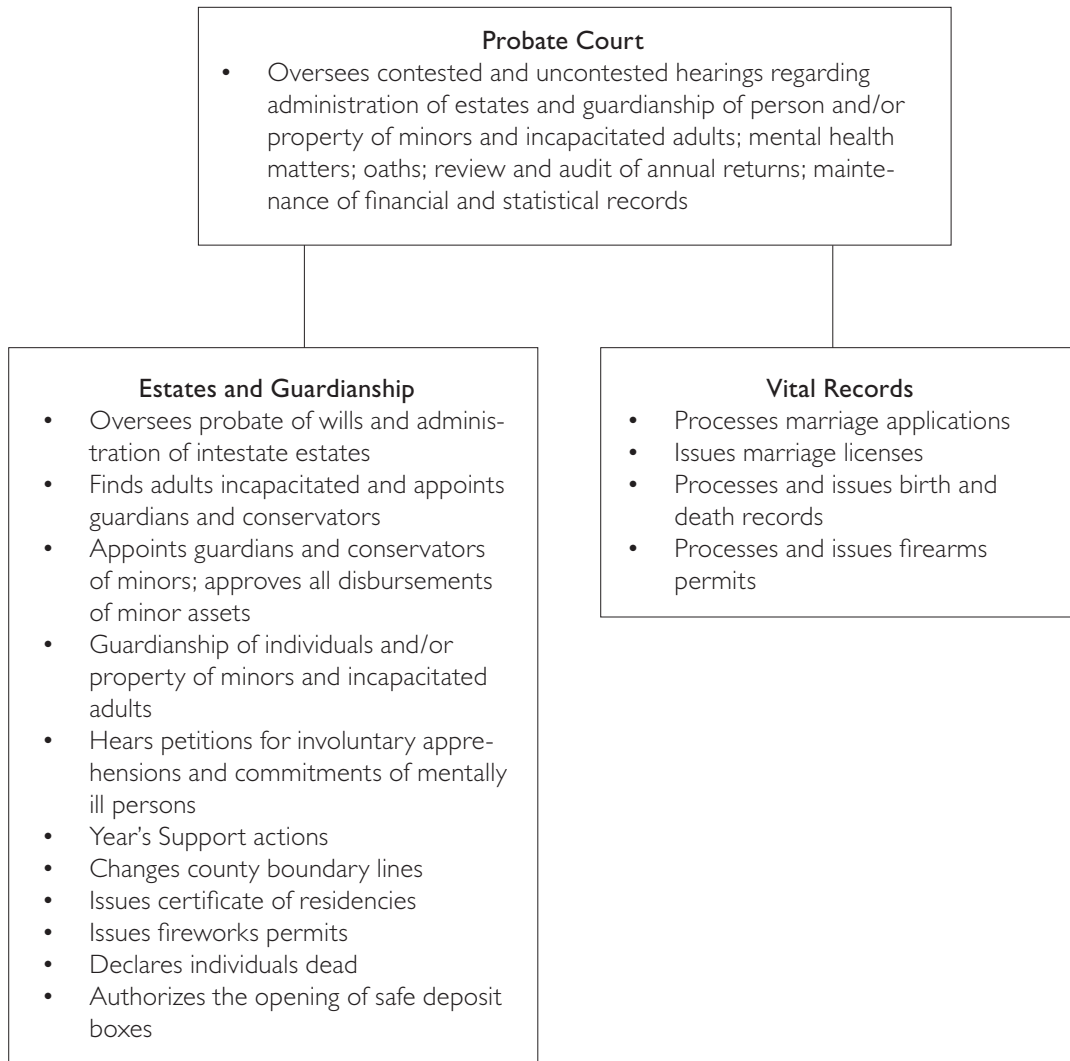 Probate Court
• Oversees contested and uncontested hearings regarding
administration of estates and guardianship of person and/or
property of minors and incapacitated adults; mental health
matters; oaths; review and audit of annual returns; mainte-
nance of financial and statistical records
Estates and Guardianship
• Oversees probate of wills and adminis-
tration of intestate estates
• Finds adults incapacitated and appoints
guardians and conservators
• Appoints guardians and conservators
of minors; approves all disbursements
of minor assets
• Guardianship of individuals and/or
property of minors and incapacitated
adults
• Hears petitions for involuntary appre-
hensions and commitments of mentally
ill persons
• Year's Support actions
• Changes county boundary lines
• Issues certificate of residencies
• Issues fireworks permits
• Declares individuals dead
• Authorizes the opening of safe deposit
boxes
Vital Records
• Processes marriage applications
• Issues marriage licenses
• Processes and issues birth and
death records
• Processes and issues firearms
permits